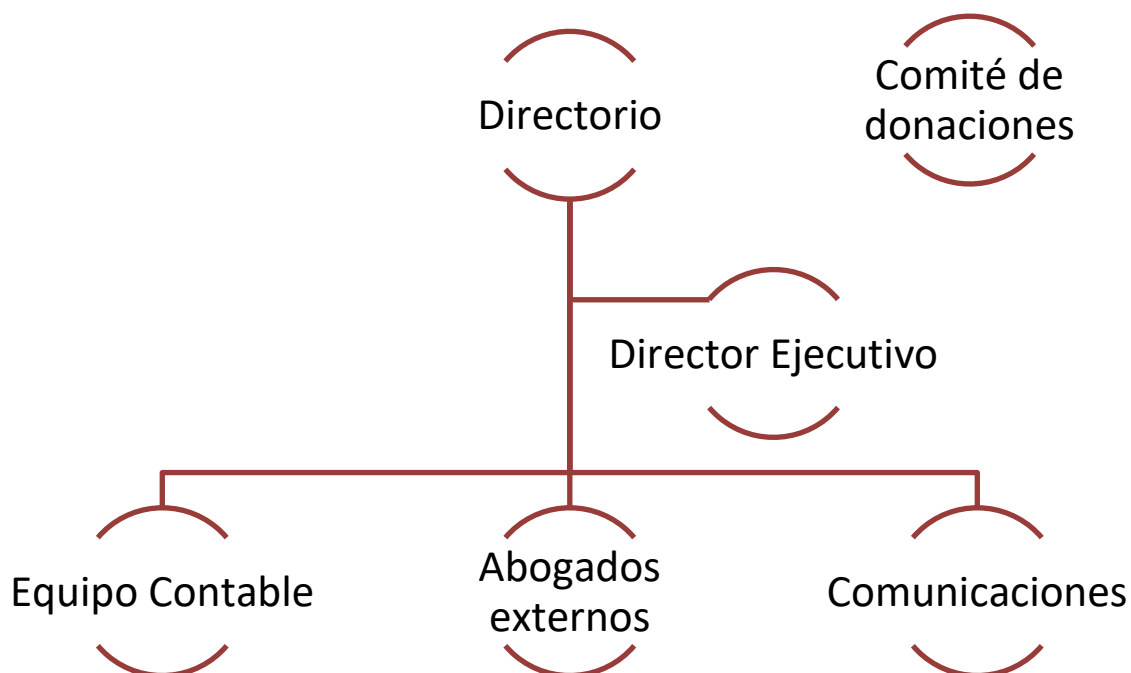 Directorio
Comité de
donaciones
Director Ejecutivo
Equipo Contable
Abogados
externos
Comunicaciones